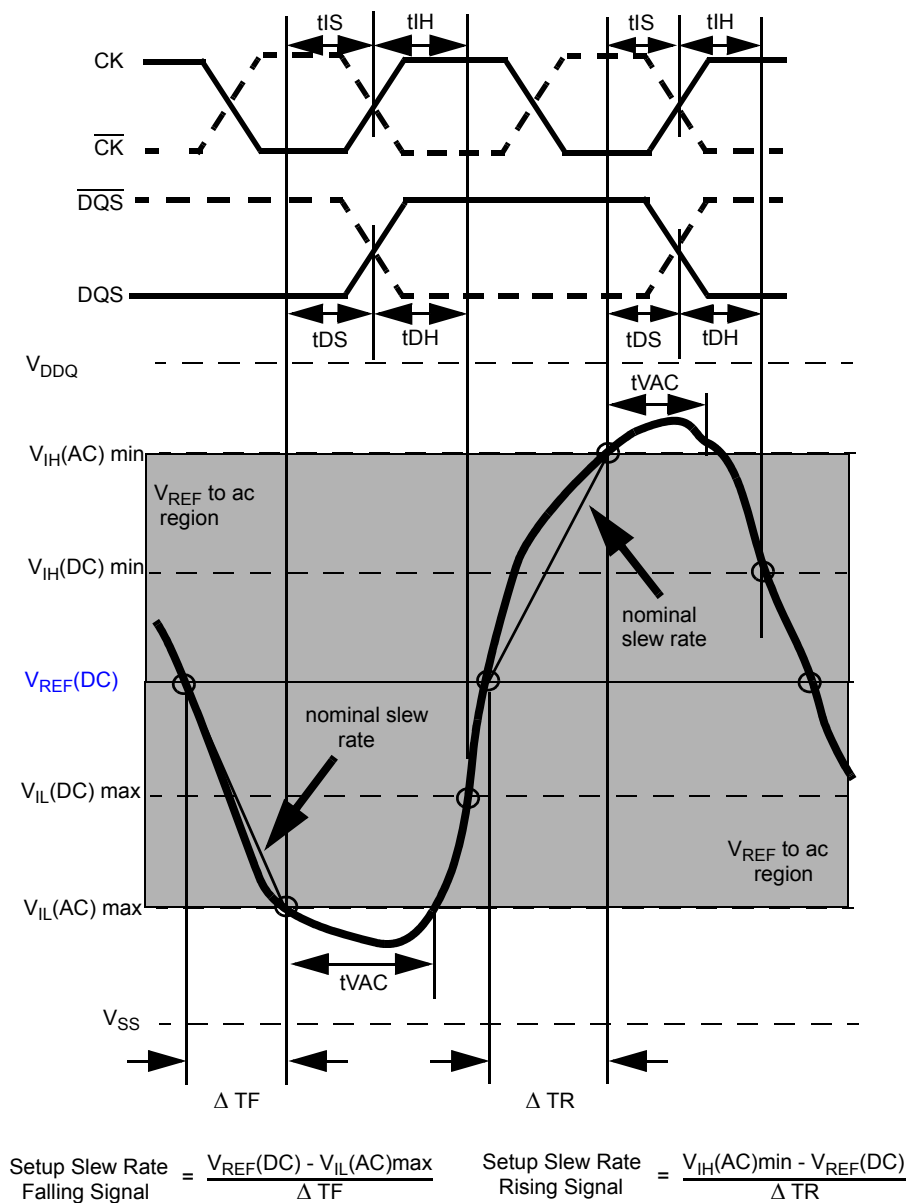 tIS tIH tIS tIH
CK
CK
DQS
DQS
tDS tDH tDS tDH
VDDQ
tVAC
VIH(AC) min
VREF to ac
region
VIH(DC) min
nominal
slew rate
VREF(DC)
nominal slew
rate
VIL(DC) max
VREF to ac
region
VIL(AC) max
tVAC
VSS
Δ TF Δ TR
Setup Slew Rate
Falling Signal
= VREF(DC) - VIL(AC)max
Δ TF
Setup Slew Rate
Rising Signal
= VIH(AC)min - VREF(DC)
Δ TR